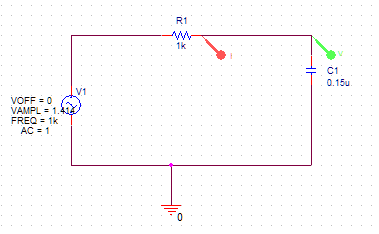 R1
1k
C1
0.15u
V1
VOFF = 0
VAMPL = 1.414
FREQ = 1k
AC = 1
0